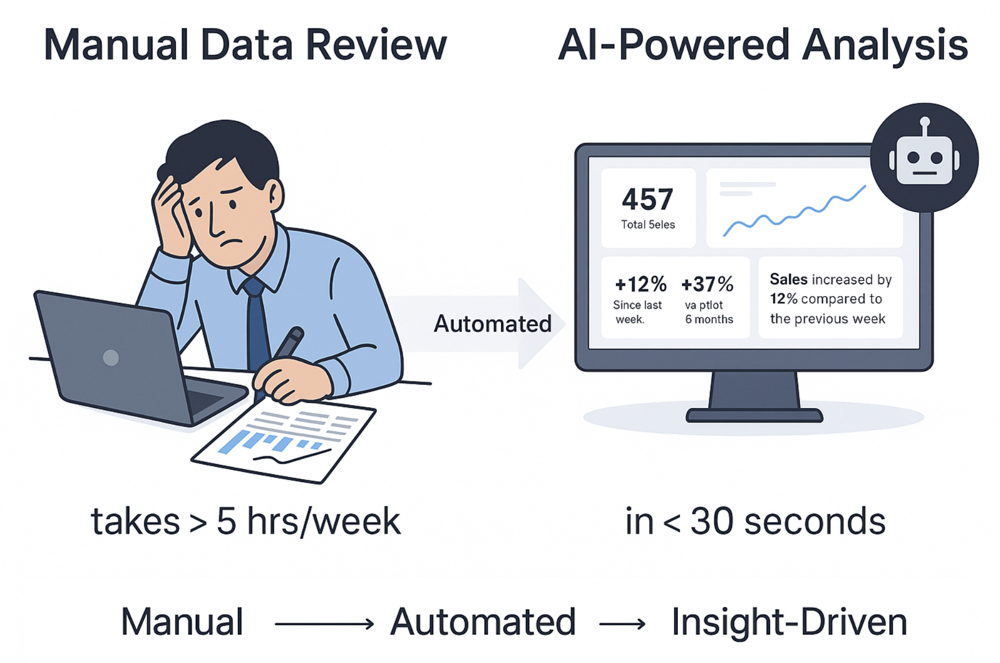 Manual Data Review
AI-Powered Analysis
457
Total 5eles
+12%
Since last
week.
+37%
va ptlot
6 months
Sales increased by
12% compared to
the previous week
Automated
takes > 5 hrs/week
in < 30 seconds
Manual → Automated → Insight-Driven